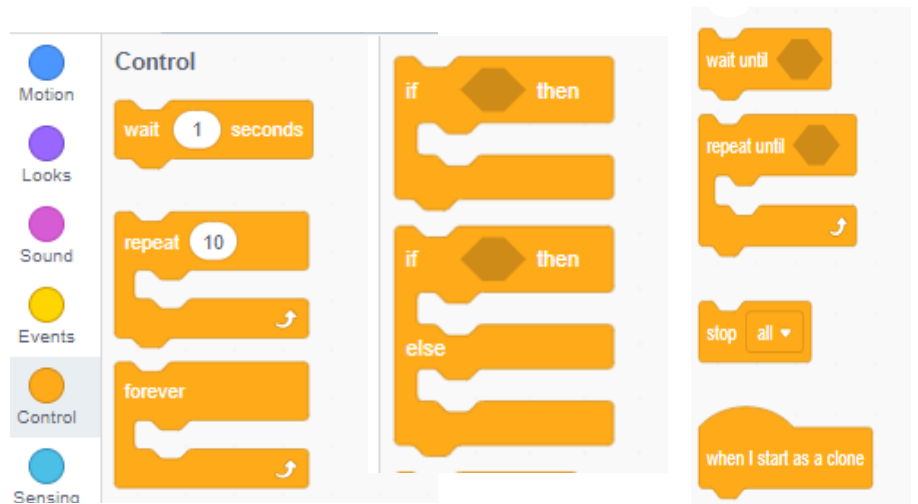 Motion
Looks
Sound
Events
Control
Sensing
Control
wait 1 seconds
repeat 10
forever
if then
if then
else
wait until
repeat until
stop all
when I start as a clone